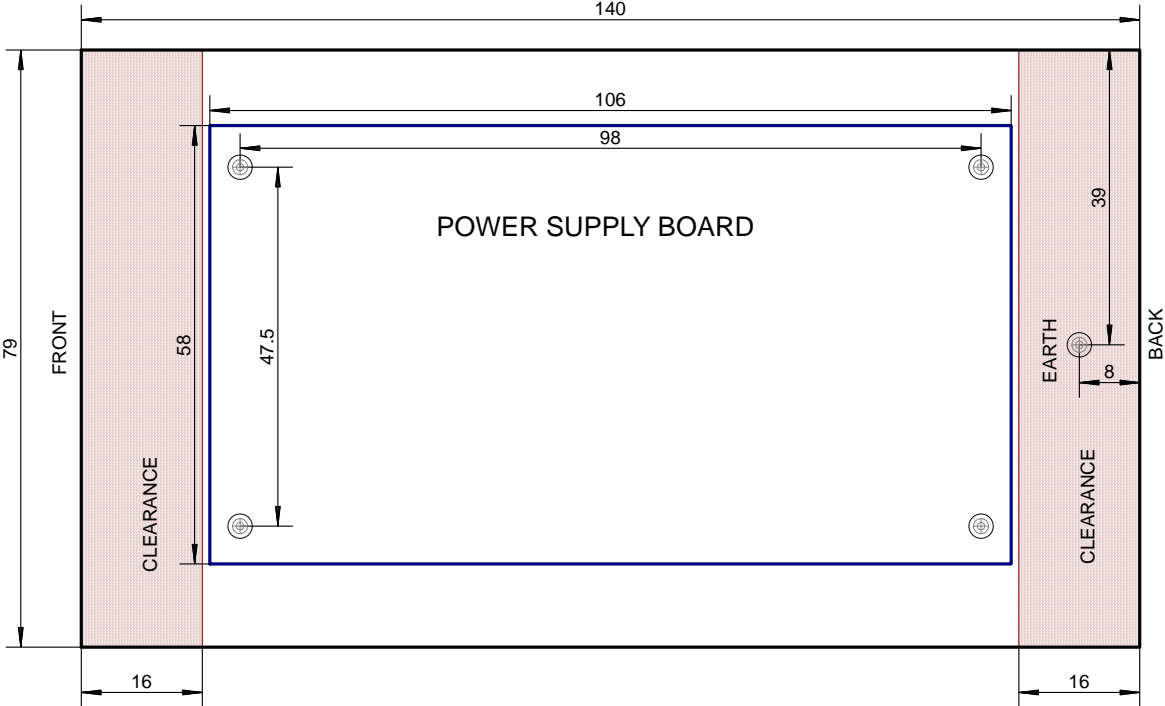 140
106
98
39
POWER SUPPLY BOARD
79
FRONT
58
47.5
EARTH
BACK
8
CLEARANCE
CLEARANCE
16
16